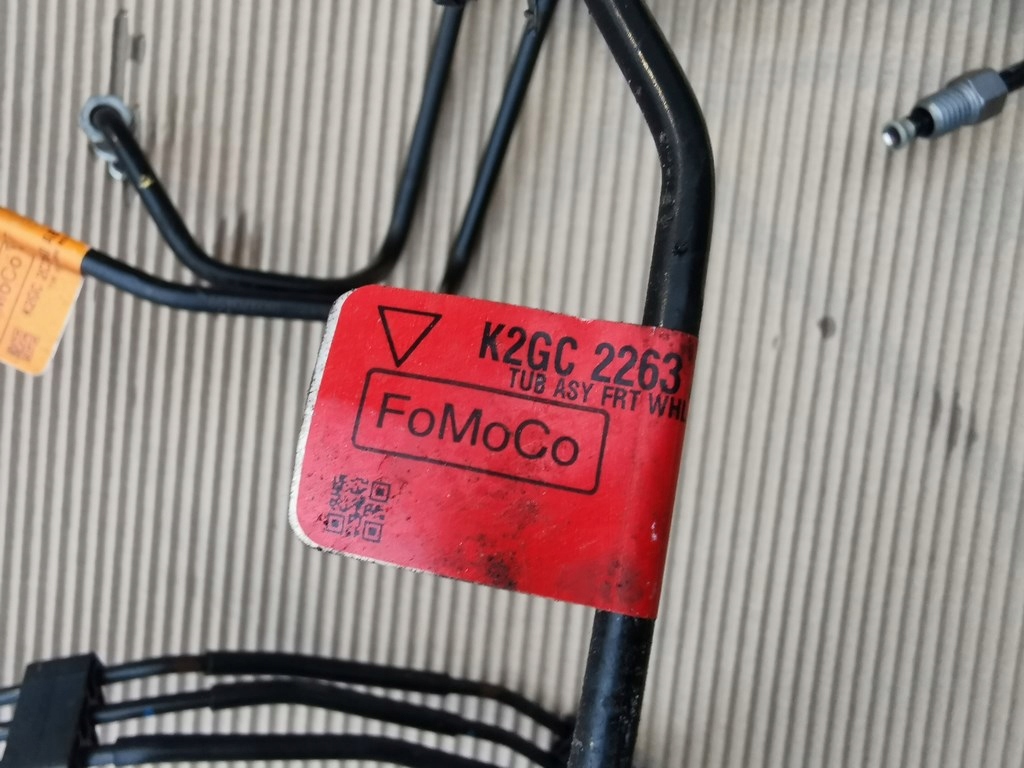 K2GC 2263
TUB ASY FRT WHL
FoMoCo